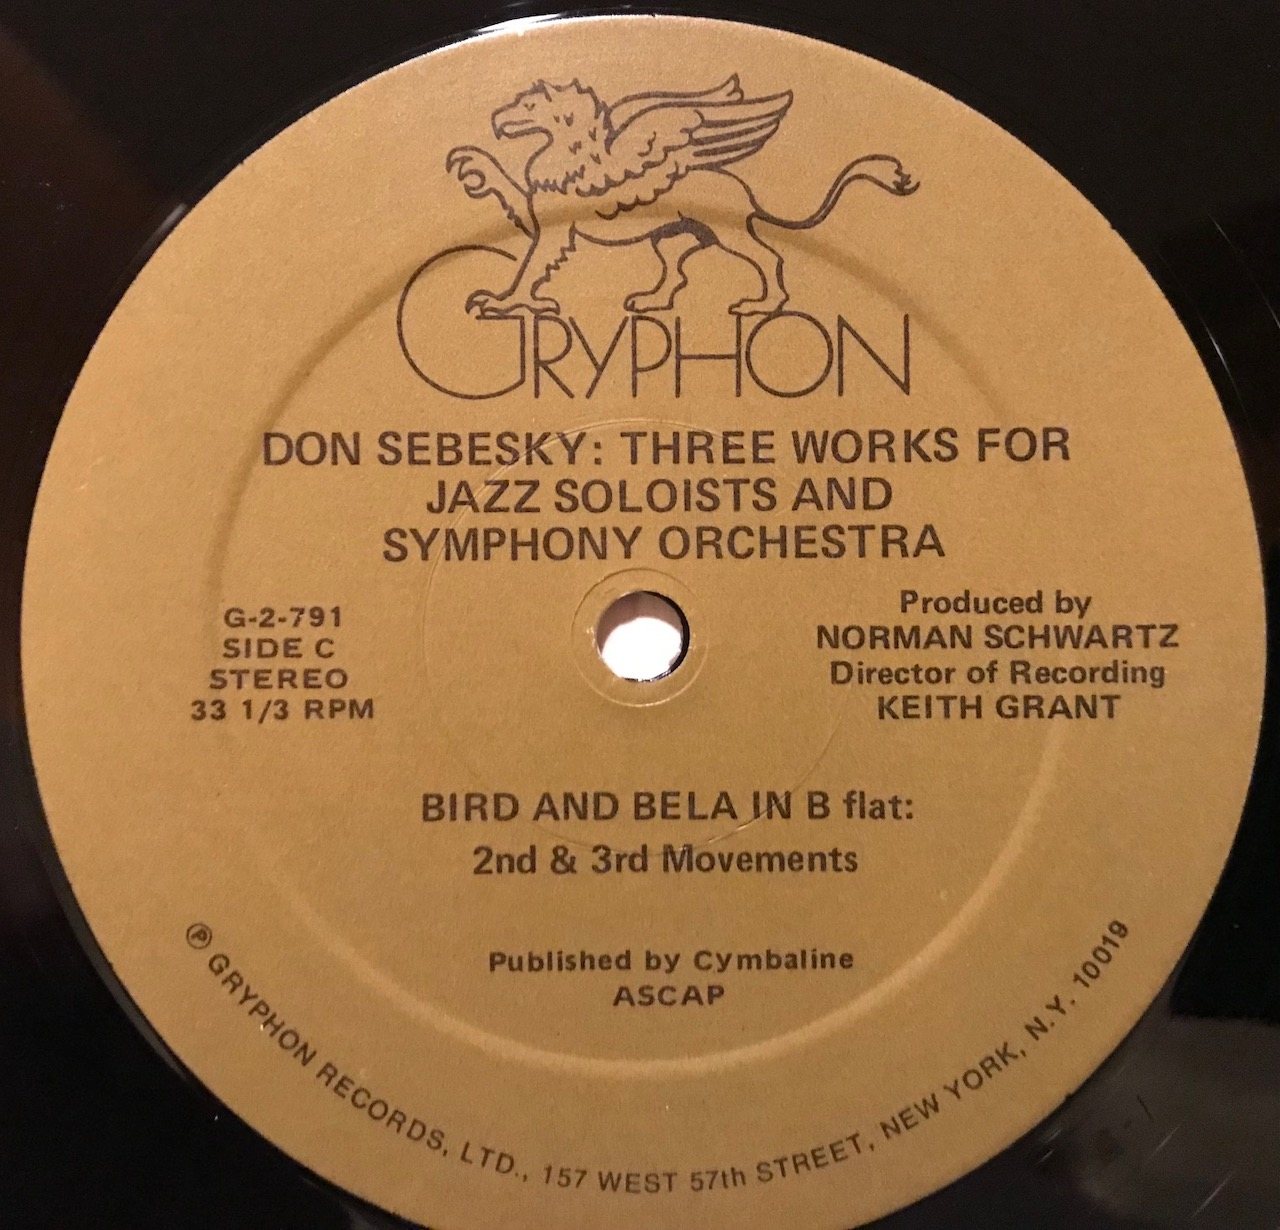 GRYPHON
DON SEBESKY: THREE WORKS FOR
JAZZ SOLOISTS AND
SYMPHONY ORCHESTRA
G-2-791
SIDE C
STEREO
33 1/3 RPM
Produced by
NORMAN SCHWARTZ
Director of Recording
KEITH GRANT
BIRD AND BELA IN B flat:
2nd & 3rd Movements
Published by Cymbaline
ASCAP
℗ GRYPHON RECORDS, LTD., 157 WEST 57th STREET, NEW YORK, N.Y. 10019